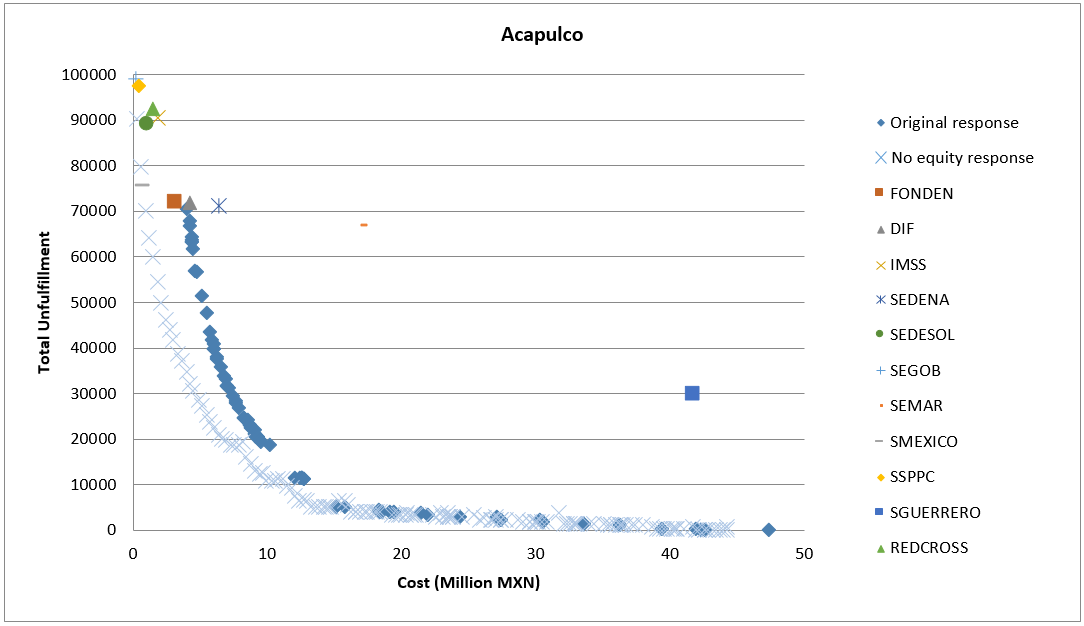 Acapulco
100000
90000
80000
70000
60000
50000
40000
30000
20000
10000
0
Total Unfulfillment
0 10 20 30 40 50
Cost (Million MXN)
Original response
No equity response
FONDEN
DIF
IMSS
SEDENA
SEDESOL
SEGOB
SEMAR
SMEXICO
SSPPC
SGUERRERO
REDCROSS